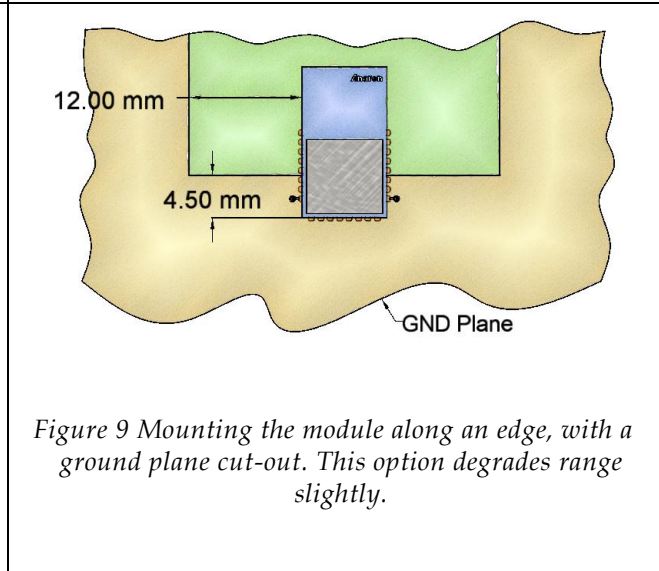 Anaren
12.00 mm
4.50 mm
GND Plane
Figure 9 Mounting the module along an edge, with a
ground plane cut-out. This option degrades range
slightly.